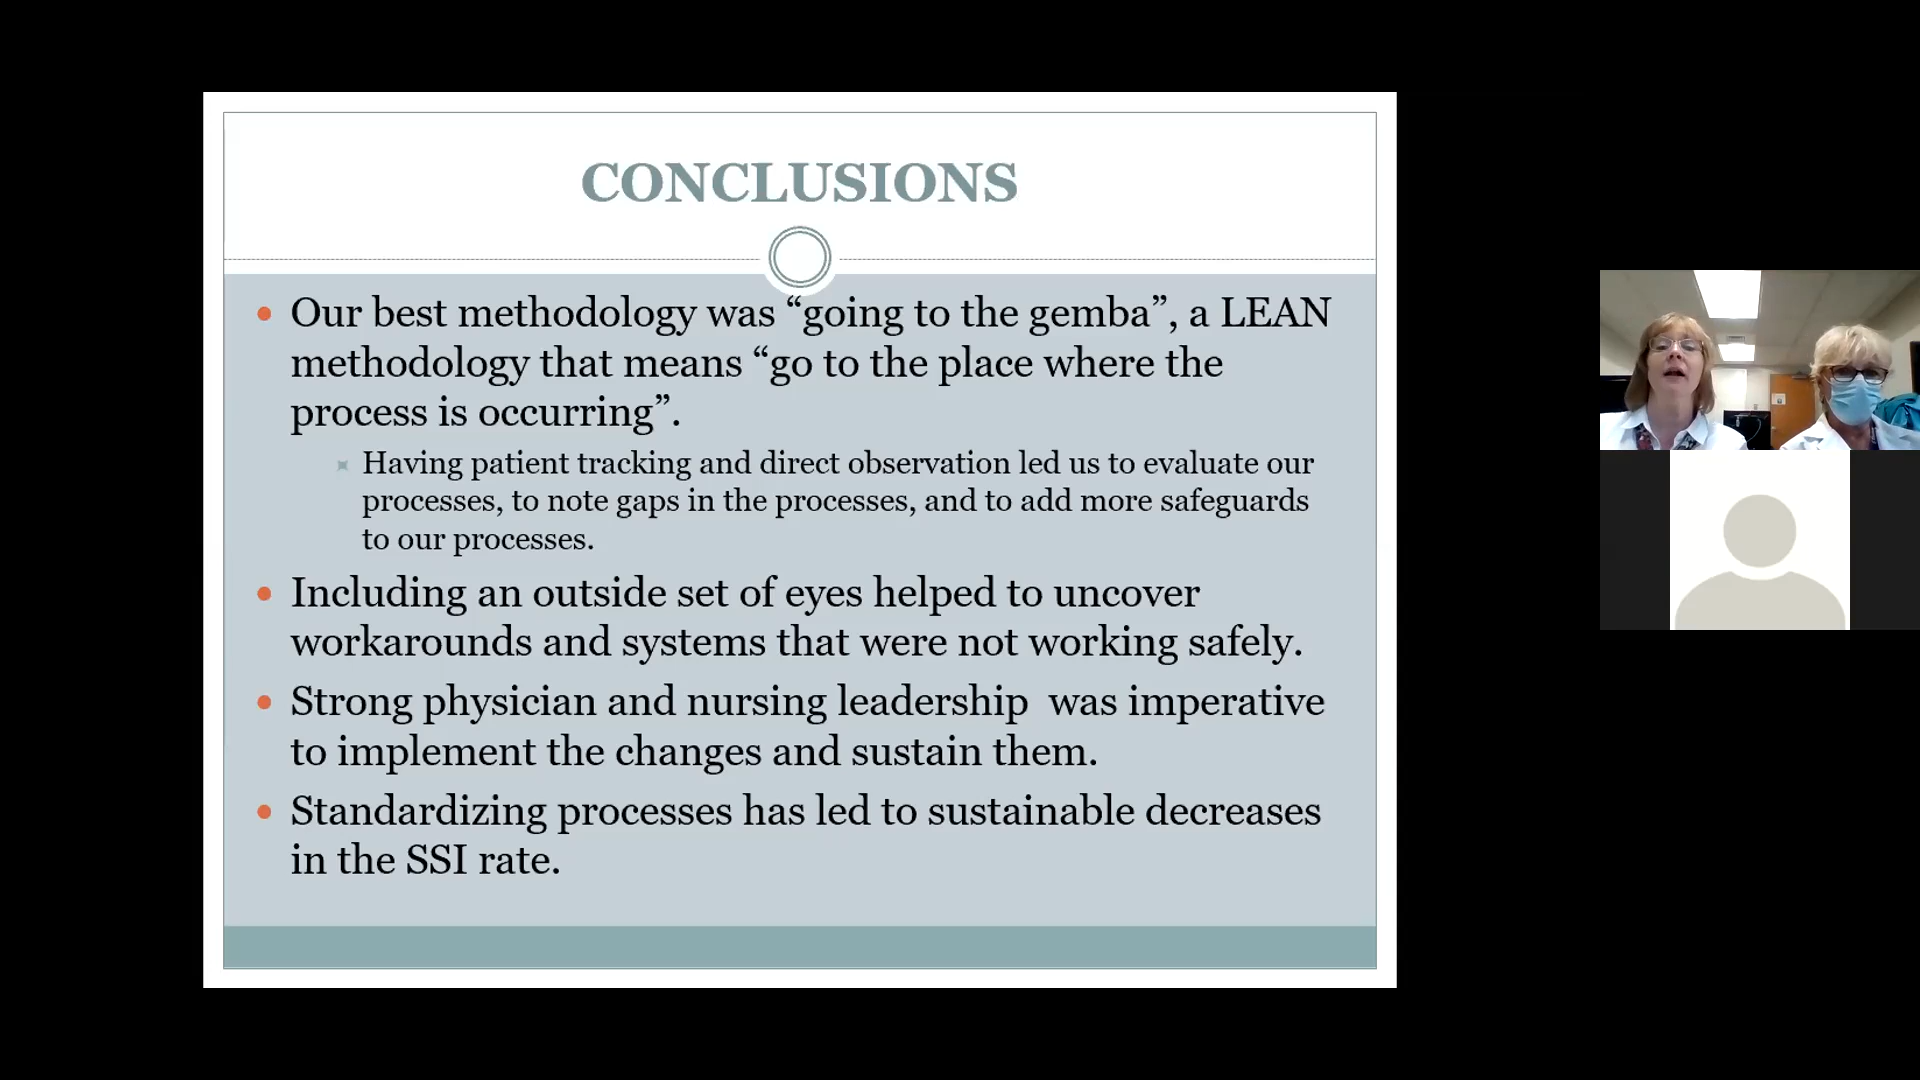 CONCLUSIONS
Our best methodology was “going to the gemba”, a LEAN
methodology that means “go to the place where the
process is occurring”.
Having patient tracking and direct observation led us to evaluate our
processes, to note gaps in the processes, and to add more safeguards
to our processes.
Including an outside set of eyes helped to uncover
workarounds and systems that were not working safely.
Strong physician and nursing leadership  was imperative
to implement the changes and sustain them.
Standardizing processes has led to sustainable decreases
in the SSI rate.